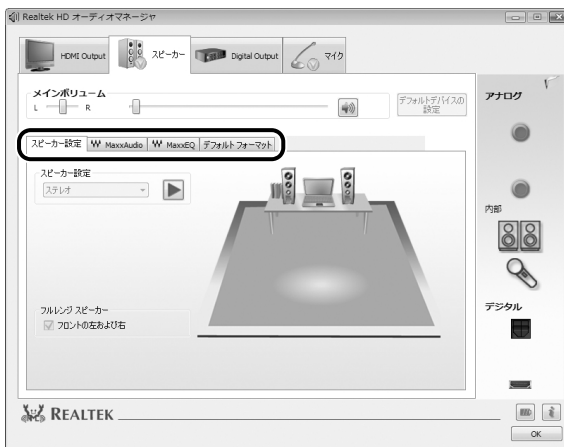 Realtek HD オーディオマネージャ
HDMI Output
スピーカー
Digital Output
マイク
メインボリューム
L
R
デフォルトデバイスの
設定
アナログ
スピーカー設定
MaxxAudio
MaxxEQ
デフォルトフォーマット
スピーカー設定
ステレオ
内部
フルレンジ スピーカー
フロントの左および右
デジタル
REALTEK
OK